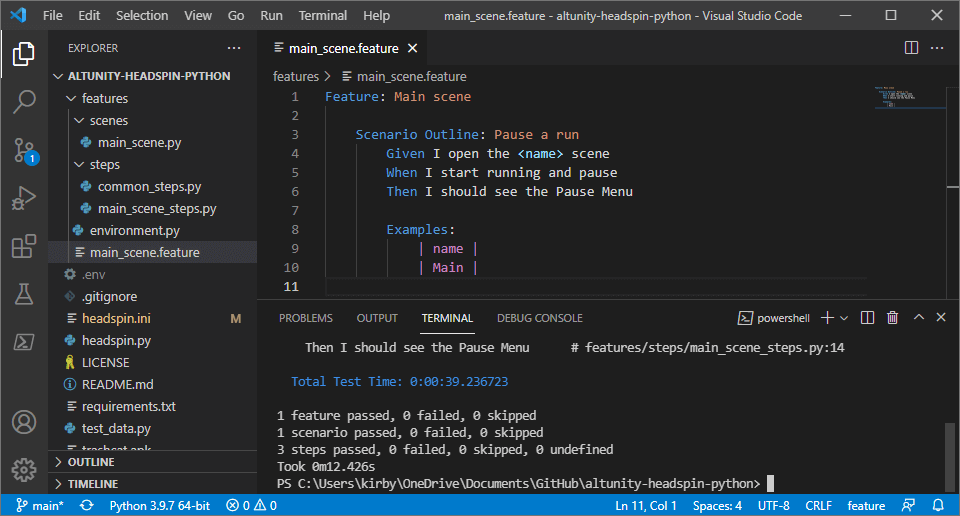 File Edit Selection View Go Run Terminal Help main_scene.feature - altunity-headspin-python - Visual Studio Code
EXPLORER
ALTUNITY-HEADSPIN-PYTHON
features
scenes
main_scene.py
steps
common_steps.py
main_scene_steps.py
environment.py
main_scene.feature
.env
.gitignore
headspin.ini M
headspin.py
LICENSE
README.md
requirements.txt
test_data.py
trashcat.apk
OUTLINE
TIMELINE
1
main_scene.feature
features > main_scene.feature
1 Feature: Main scene
2
3 Scenario Outline: Pause a run
4 Given I open the <name> scene
5 When I start running and pause
6 Then I should see the Pause Menu
7
8 Examples:
9 | name |
10 | Main |
11
PROBLEMS OUTPUT TERMINAL DEBUG CONSOLE powershell
Then I should see the Pause Menu # features/steps/main_scene_steps.py:14
Total Test Time: 0:00:39.236723
1 feature passed, 0 failed, 0 skipped
1 scenario passed, 0 failed, 0 skipped
3 steps passed, 0 failed, 0 skipped, 0 undefined
Took 0m12.426s
PS C:\Users\kirby\OneDrive\Documents\GitHub\altunity-headspin-python>
main* Python 3.9.7 64-bit 0 0 Ln 11, Col 1 Spaces: 4 UTF-8 CRLF feature